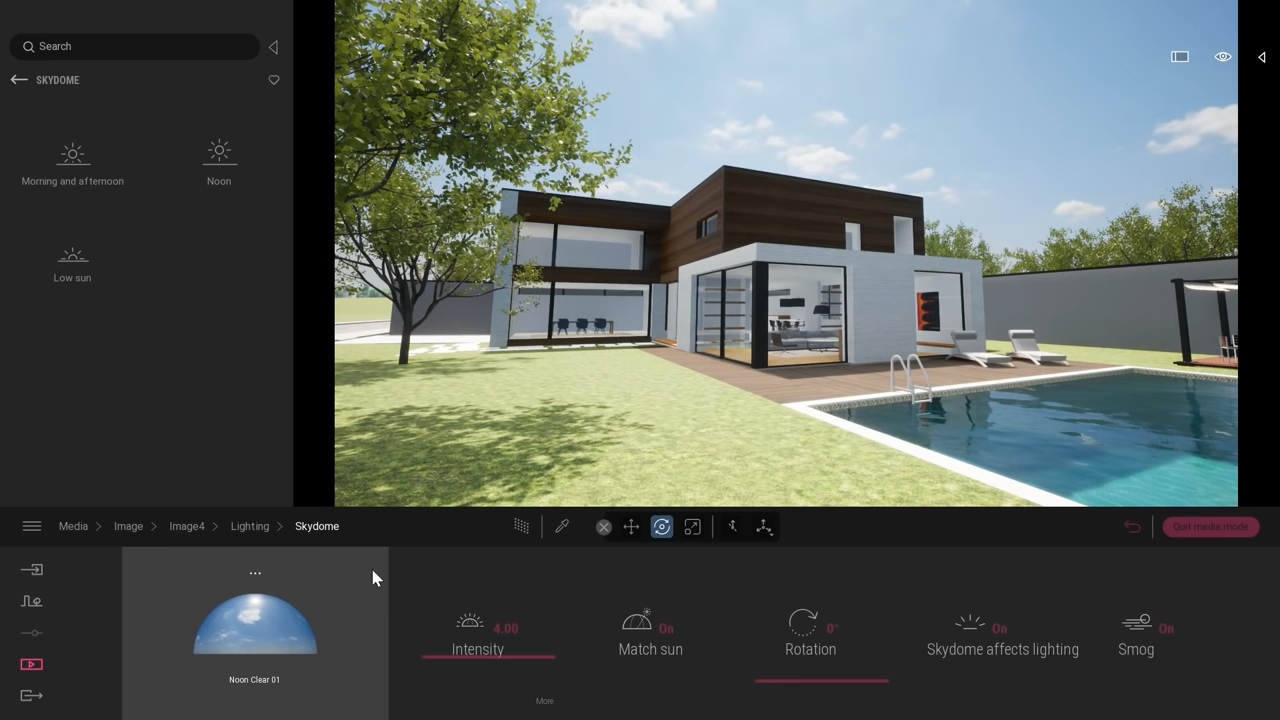 Search
SKYDOME
Morning and afternoon
Noon
Low sun
Media Image Image4 Lighting Skydome
Quit media mode
...
4.00
On
0°
On
On
Intensity
Match sun
Rotation
Skydome affects lighting
Smog
Noon Clear 01
More